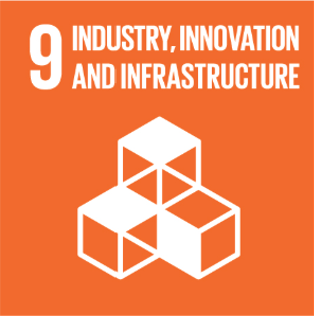 9 INDUSTRY, INNOVATION
AND INFRASTRUCTURE